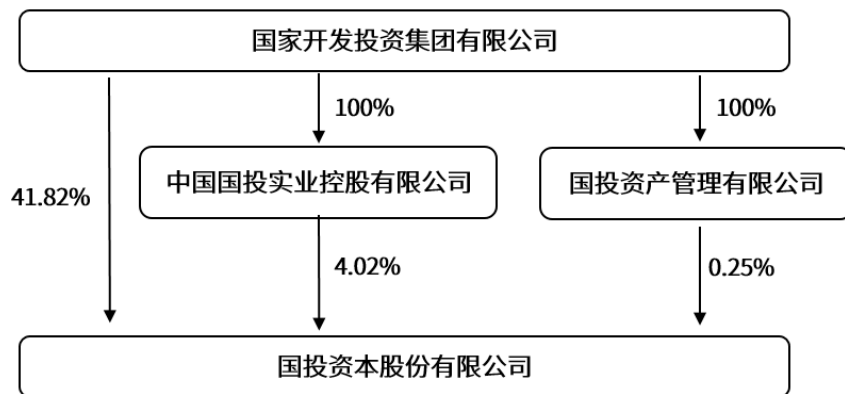 国家开发投资集团有限公司
100%
100%
中国国投实业控股有限公司
国投资产管理有限公司
41.82%
4.02%
0.25%
国投资本股份有限公司